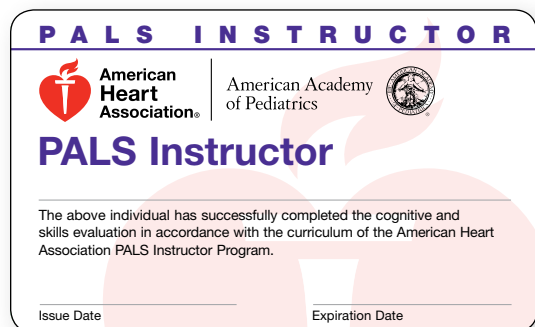 PALS INSTRUCTOR
American
Heart
Association®
American Academy
of Pediatrics
®
PALS Instructor
The above individual has successfully completed the cognitive and
skills evaluation in accordance with the curriculum of the American Heart
Association PALS Instructor Program.
Issue Date
Expiration Date